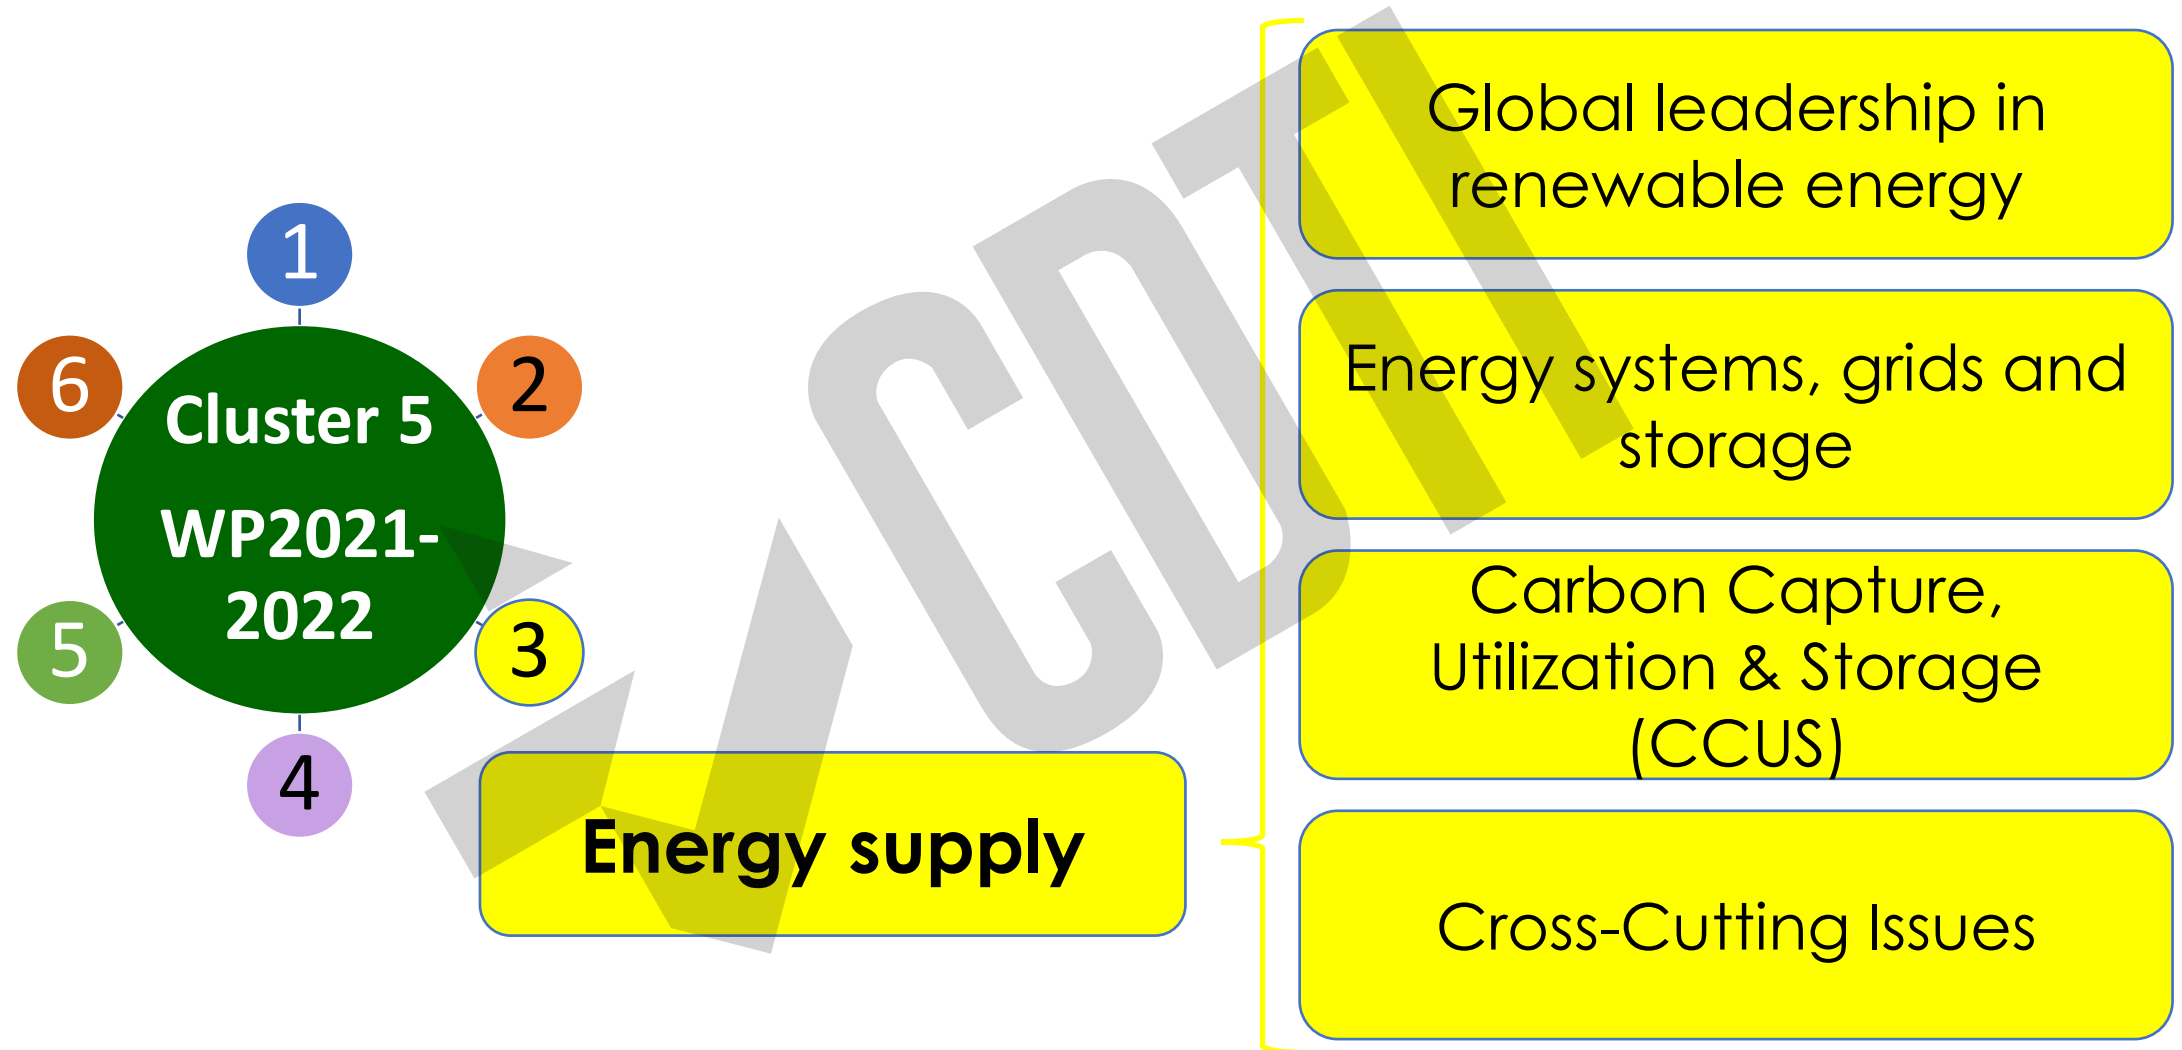 1
2
3
4
5
6
Cluster 5
WP2021-
2022
Energy supply
Global leadership in
renewable energy
Energy systems, grids and
storage
Carbon Capture,
Utilization & Storage
(CCUS)
Cross-Cutting Issues
CDTI